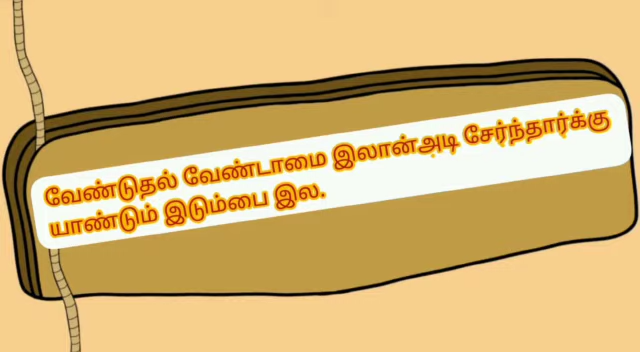 வேண்டுதல் வேண்டாமை இலான்அடி சேர்ந்தார்க்கு
யாண்டும் இடும்பை இல.